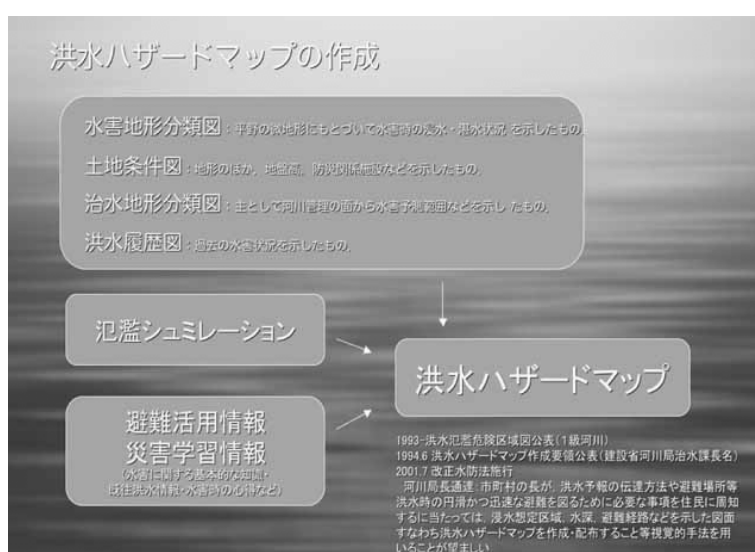 洪水ハザードマップの作成
水害地形分類図：平野の微地形にもとづいて水害時の浸水・湛水状況 を示したもの.
土地条件図：地形のほか, 地盤高, 防災関係施設などを示したもの.
治水地形分類図：主として河川管理の面から水害予測範囲などを示し たもの.
洪水履歴図：過去の水害状況を示したもの.
氾濫シュミレーション
避難活用情報
災害学習情報
(水害に関する基本的な知識・
既往洪水情報・水害時の心得など)
洪水ハザードマップ
1993-洪水氾濫危険区域図公表(1級河川)
1994.6 洪水ハザードマップ作成要領公表(建設省河川局治水課長名)
2001.7 改正水防法施行
河川局長通達：市町村の長が, 洪水予報の伝達方法や避難場所等
洪水時の円滑かつ迅速な避難を図るために必要な事項を住民に周知
するに当たっては, 浸水想定区域, 水深, 避難経路などを示した図面
すなわち洪水ハザードマップを作成・配布すること等視覚的手法を用
いることが望ましい